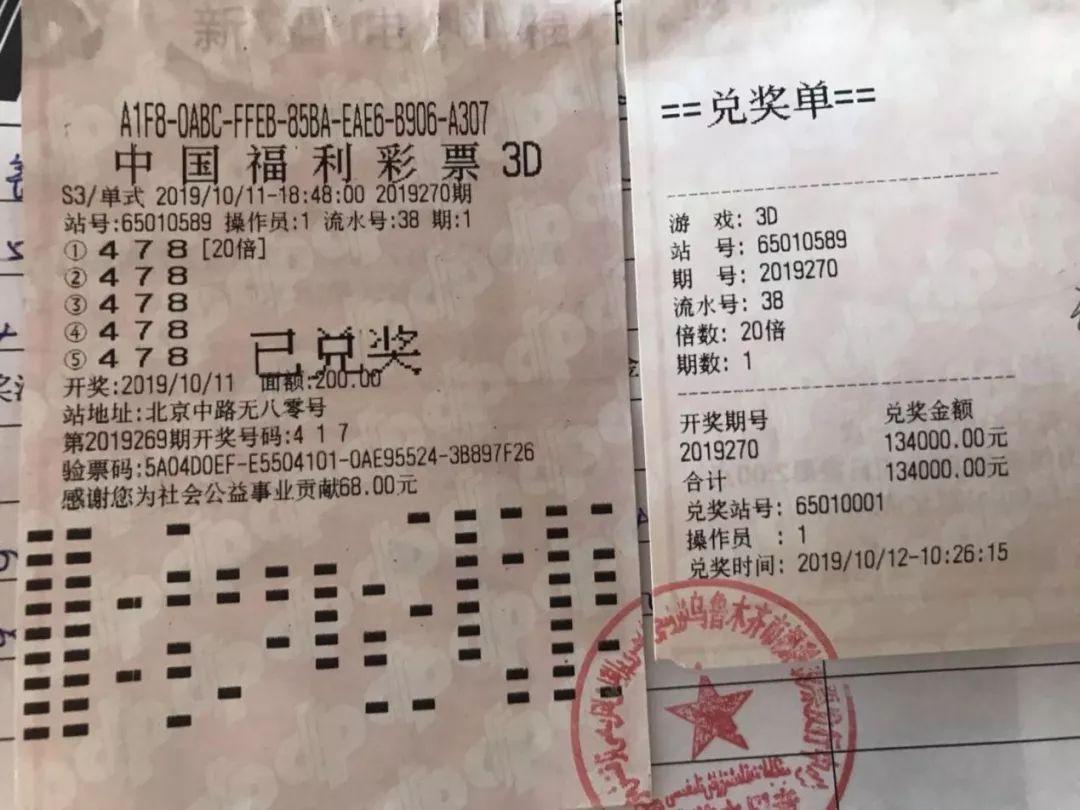 A1F8-0ABC-FFEB-85BA-EAE6-B906-A307
中国福利彩票3D
S3/单式 2019/10/11-18:48:00 2019270期
站号:65010589 操作员:1 流水号:38 期:1
① 4 7 8 [20倍]
② 4 7 8
③ 4 7 8
④ 4 7 8
⑤ 4 7 8
已兑奖
开奖:2019/10/11 面额:200.00
站地址:北京中路无八零号
第2019269期开奖号码:4 1 7
验票码:5A04D0EF-E5504101-0AE95524-3B897F26
感谢您为社会公益事业贡献68.00元
==兑奖单==
游 戏: 3D
站 号: 65010589
期 号: 2019270
流水号: 38
倍数: 20倍
期数: 1
开奖期号 兑奖金额
2019270 134000.00元
合计 134000.00元
兑奖站号: 65010001
操作员 : 1
兑奖时间: 2019/10/12-10:26:15
乌鲁木齐